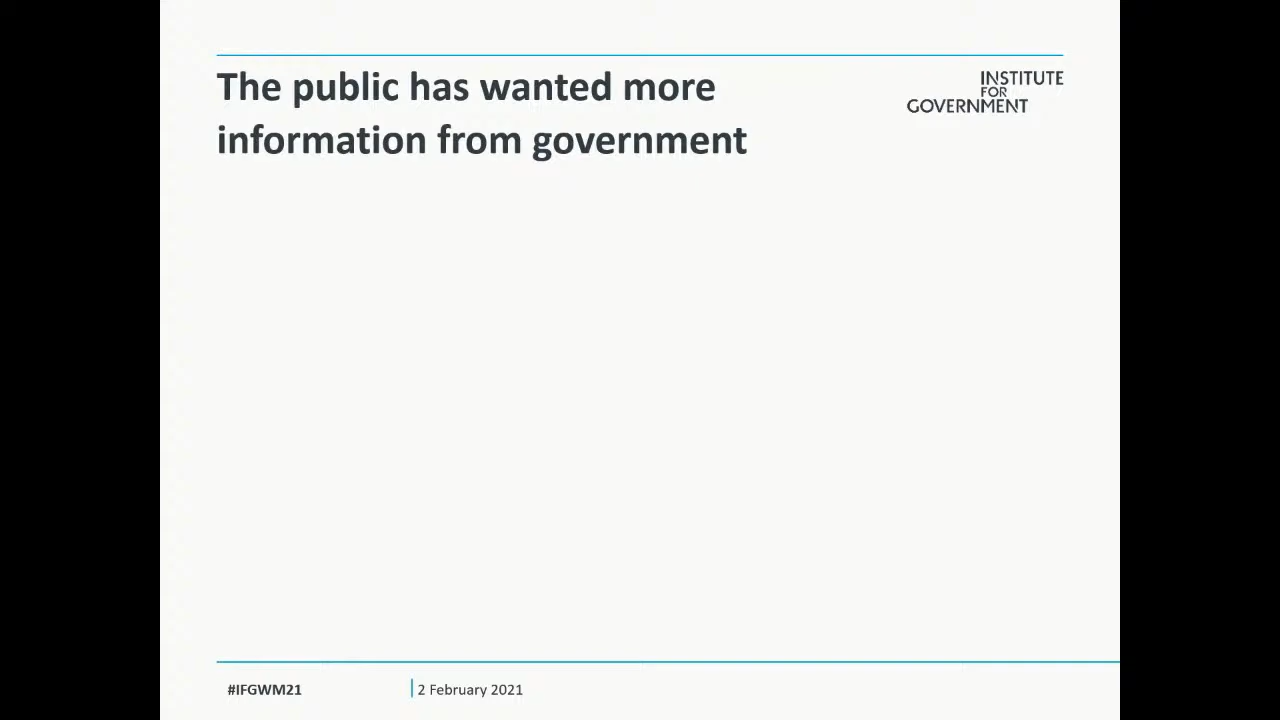 The public has wanted more
information from government
INSTITUTE
FOR
GOVERNMENT
#IFGWM21
2 February 2021